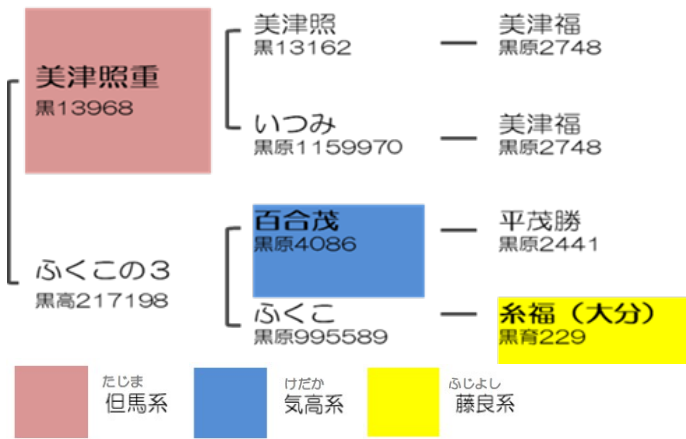 美津照重
黒13968
ふくこの3
黒高217198
美津照
黒13162
いつみ
黒原1159970
百合茂
黒原4086
ふくこ
黒原995589
美津福
黒原2748
美津福
黒原2748
平茂勝
黒原2441
糸福（大分）
黒育229
たじま
但馬系
けだか
気高系
ふじよし
藤良系